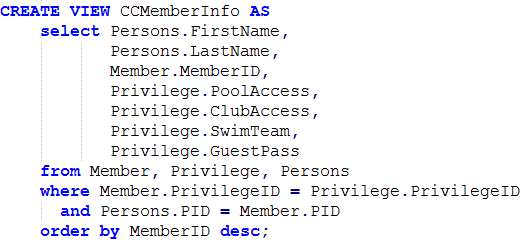 CREATE VIEW CCMemberInfo AS
select Persons.FirstName,
Persons.LastName,
Member.MemberID,
Privilege.PoolAccess,
Privilege.ClubAccess,
Privilege.SwimTeam,
Privilege.GuestPass
from Member, Privilege, Persons
where Member.PrivilegeID = Privilege.PrivilegeID
and Persons.PID = Member.PID
order by MemberID desc;